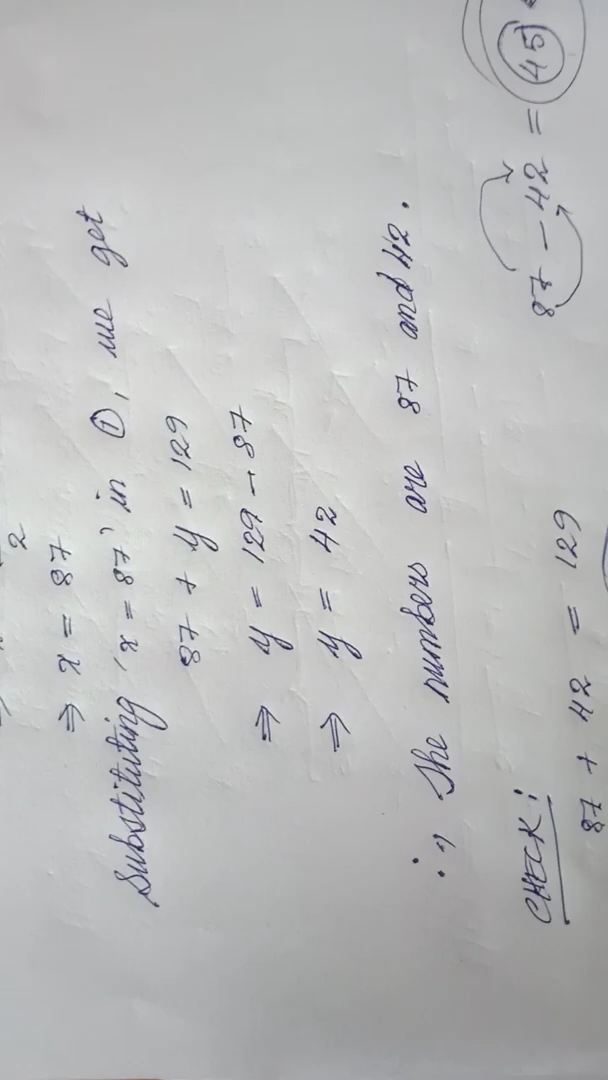 2
⇒ x = 87
Substituting 'x = 87' in ①, we get
87 + y = 129
⇒ y = 129 - 87
⇒ y = 42
∴, The numbers are 87 and 42.
CHECK:
87 + 42 = 129
87 - 42 = 45